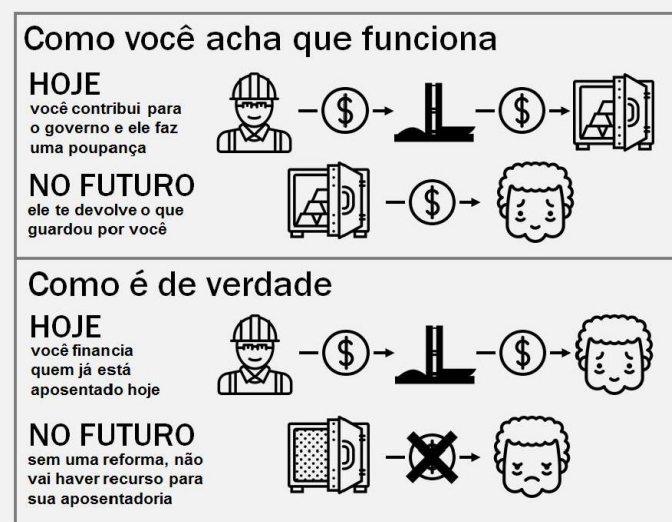 Como você acha que funciona
HOJE
você contribui para
o governo e ele faz
uma poupança
$
$
NO FUTURO
ele te devolve o que
guardou por você
$
Como é de verdade
HOJE
você financia
quem já está
aposentado hoje
$
$
NO FUTURO
sem uma reforma, não
vai haver recurso para
sua aposentadoria